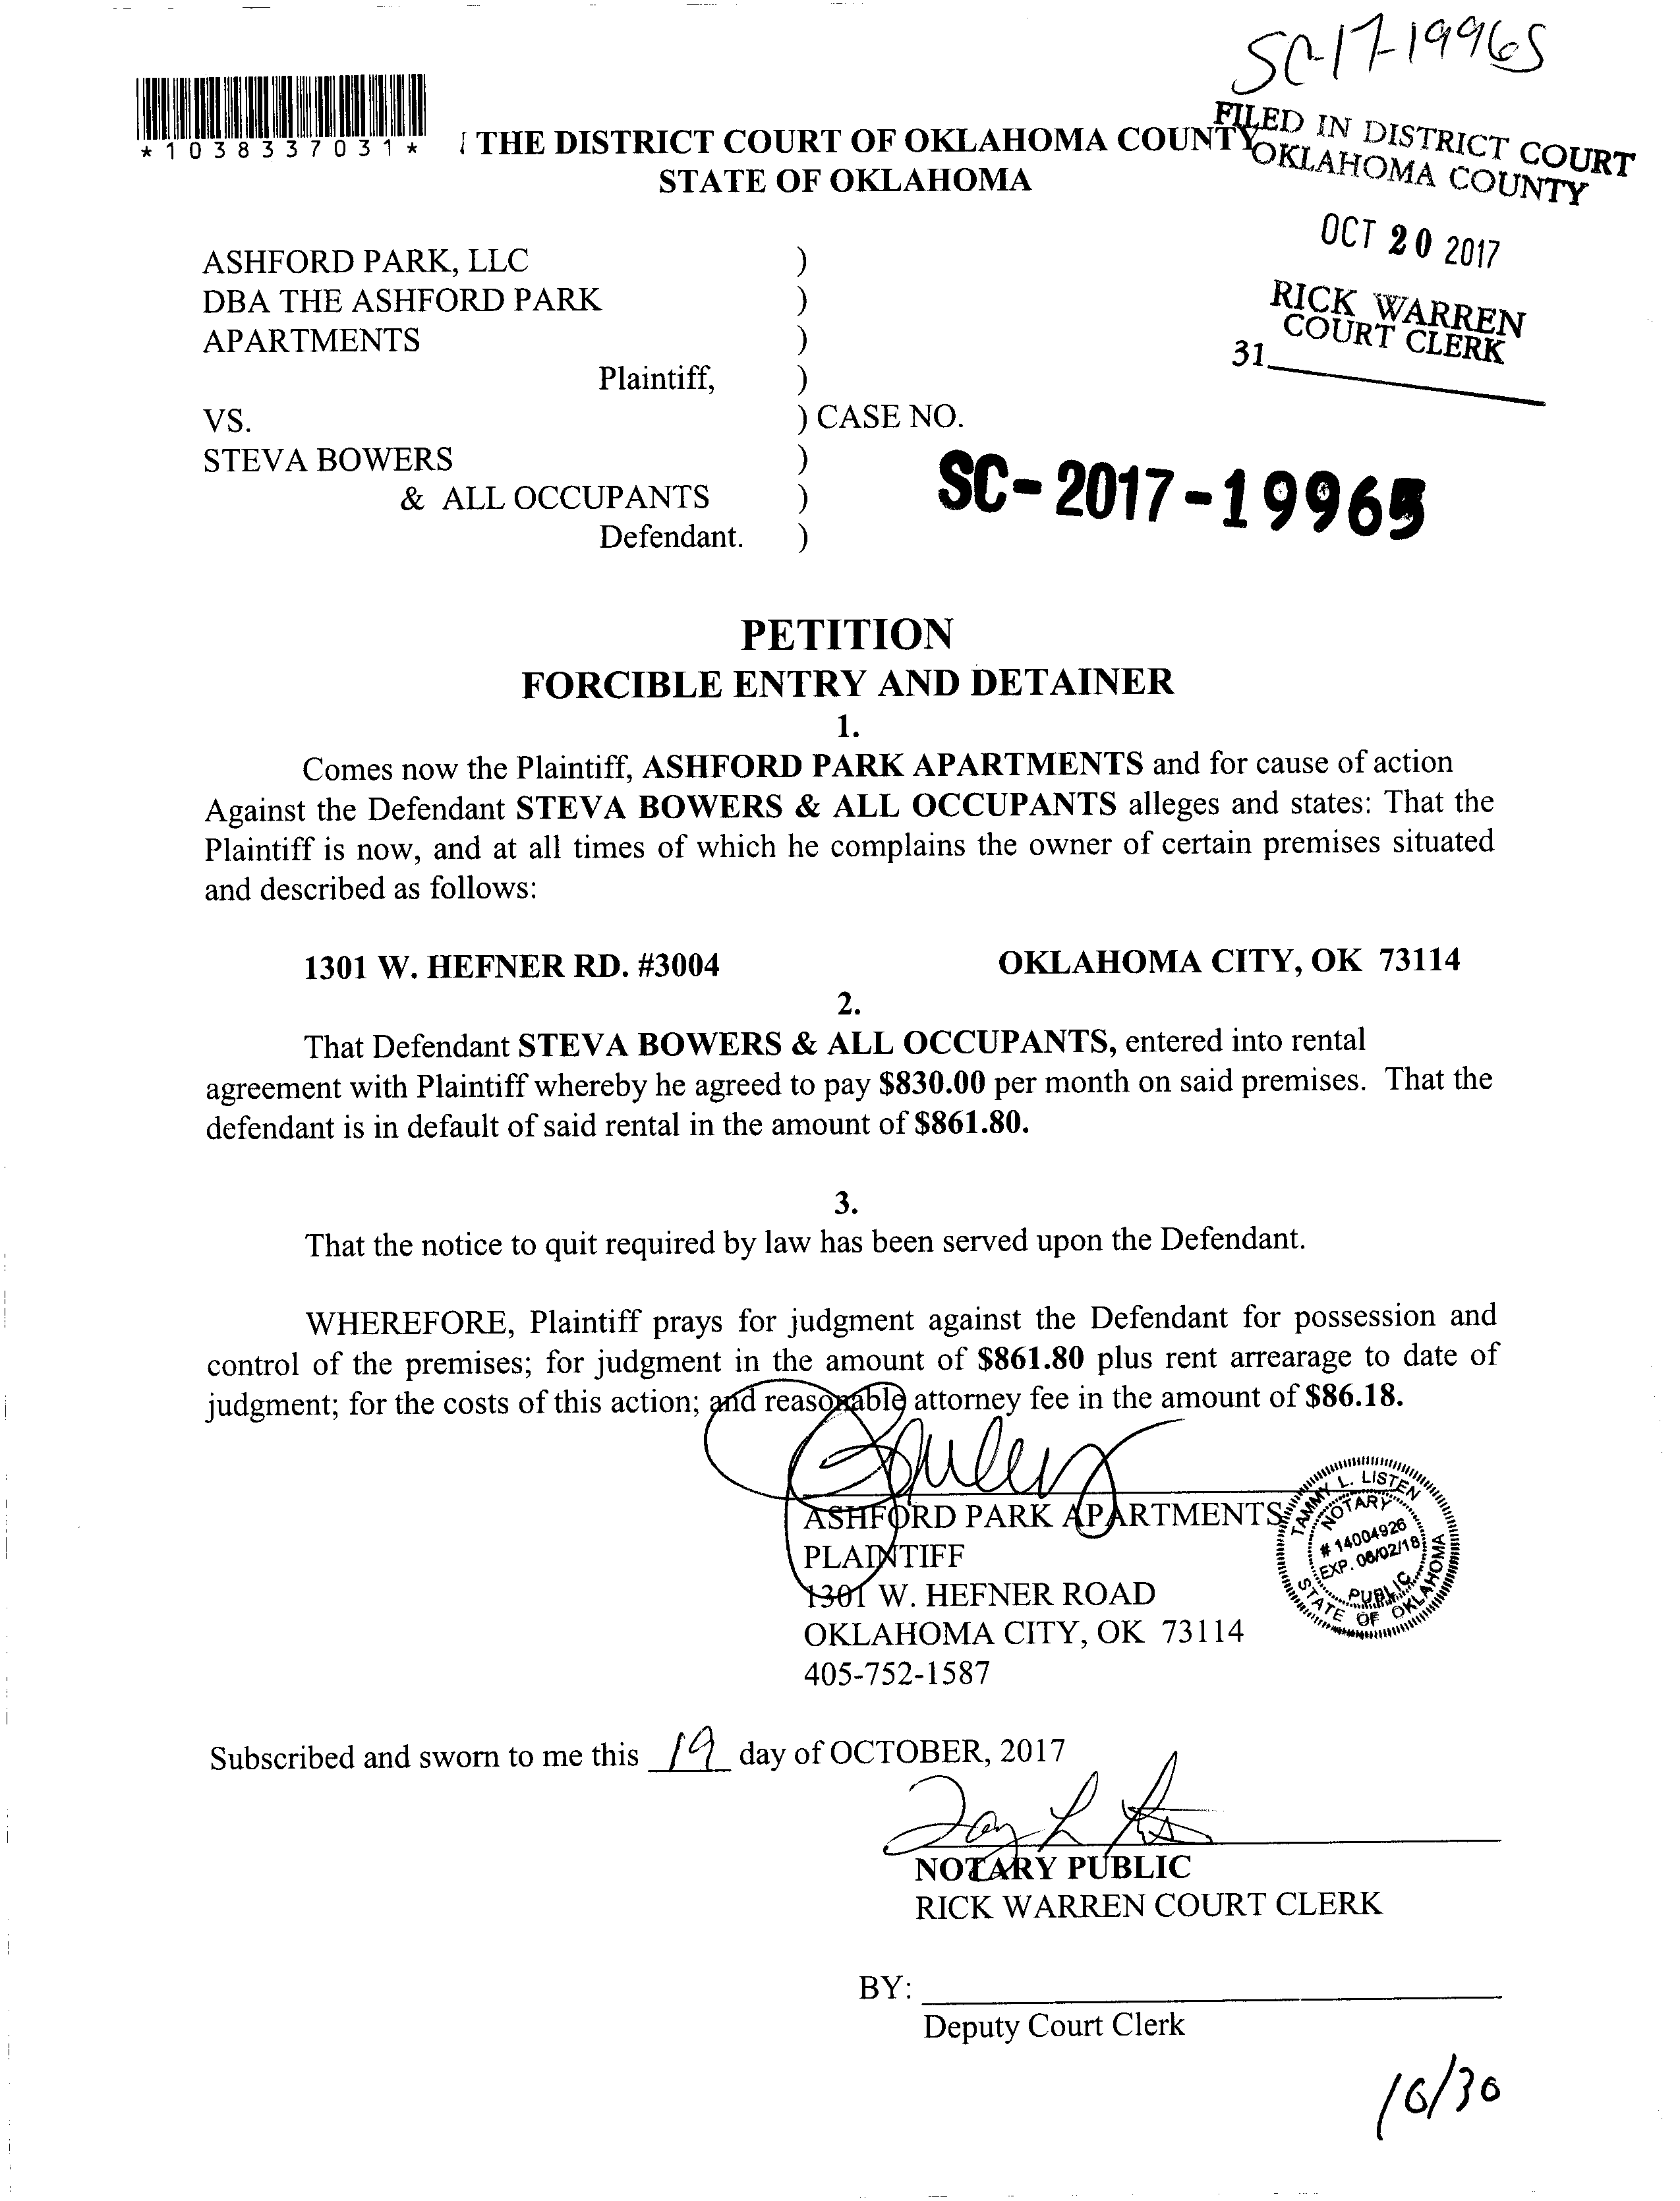 SC-17-19965
*1038337031*
THE DISTRICT COURT OF OKLAHOMA COUNTY
STATE OF OKLAHOMA
FILED IN DISTRICT COURT
OKLAHOMA COUNTY
OCT 20 2017
RICK WARREN
COURT CLERK
31
ASHFORD PARK, LLC )
DBA THE ASHFORD PARK )
APARTMENTS )
Plaintiff, )
VS. ) CASE NO.
STEVA BOWERS )
& ALL OCCUPANTS )
Defendant. )
SC-2017-19965
PETITION
FORCIBLE ENTRY AND DETAINER
1.
Comes now the Plaintiff, ASHFORD PARK APARTMENTS and for cause of action
Against the Defendant STEVA BOWERS & ALL OCCUPANTS alleges and states: That the
Plaintiff is now, and at all times of which he complains the owner of certain premises situated
and described as follows:
1301 W. HEFNER RD. #3004 OKLAHOMA CITY, OK 73114
2.
That Defendant STEVA BOWERS & ALL OCCUPANTS, entered into rental
agreement with Plaintiff whereby he agreed to pay $830.00 per month on said premises. That the
defendant is in default of said rental in the amount of $861.80.
3.
That the notice to quit required by law has been served upon the Defendant.
WHEREFORE, Plaintiff prays for judgment against the Defendant for possession and
control of the premises; for judgment in the amount of $861.80 plus rent arrearage to date of
judgment; for the costs of this action; and reasonable attorney fee in the amount of $86.18.
ASHFORD PARK APARTMENTS
PLAINTIFF
1301 W. HEFNER ROAD
OKLAHOMA CITY, OK 73114
405-752-1587
TAMMY L. LISTEN
NOTARY
# 14004926
EXP. 06/02/18
PUBLIC
STATE OF OKLAHOMA
Subscribed and sworn to me this 19 day of OCTOBER, 2017
NOTARY PUBLIC
RICK WARREN COURT CLERK
BY:
Deputy Court Clerk
10/30